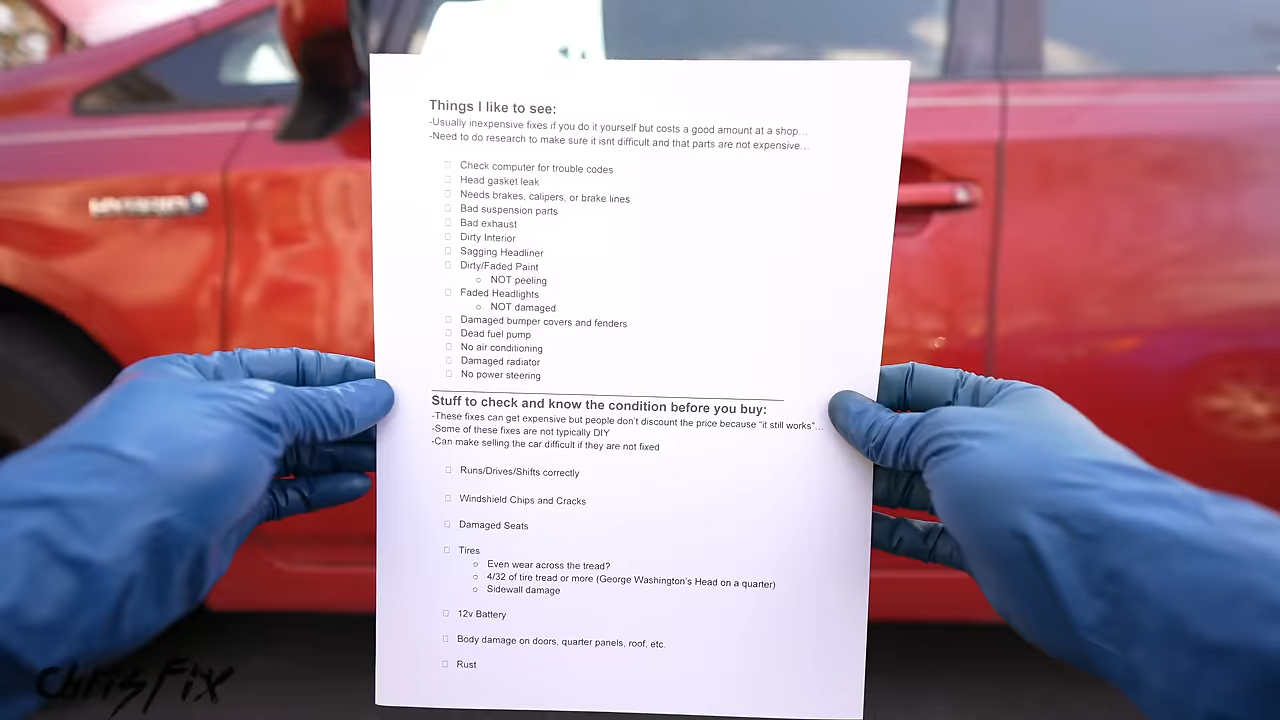 Things I like to see:
-Usually inexpensive fixes if you do it yourself but costs a good amount at a shop...
-Need to do research to make sure it isnt difficult and that parts are not expensive...
Check computer for trouble codes
Head gasket leak
Needs brakes, calipers, or brake lines
Bad suspension parts
Bad exhaust
Dirty Interior
Sagging Headliner
Dirty/Faded Paint
NOT peeling
Faded Headlights
NOT damaged
Damaged bumper covers and fenders
Dead fuel pump
No air conditioning
Damaged radiator
No power steering
Stuff to check and know the condition before you buy:
-These fixes can get expensive but people don't discount the price because "it still works"...
-Some of these fixes are not typically DIY
-Can make selling the car difficult if they are not fixed
Runs/Drives/Shifts correctly
Windshield Chips and Cracks
Damaged Seats
Tires
Even wear across the tread?
4/32 of tire tread or more (George Washington's Head on a quarter)
Sidewall damage
12v Battery
Body damage on doors, quarter panels, roof, etc.
Rust
ChrisFix